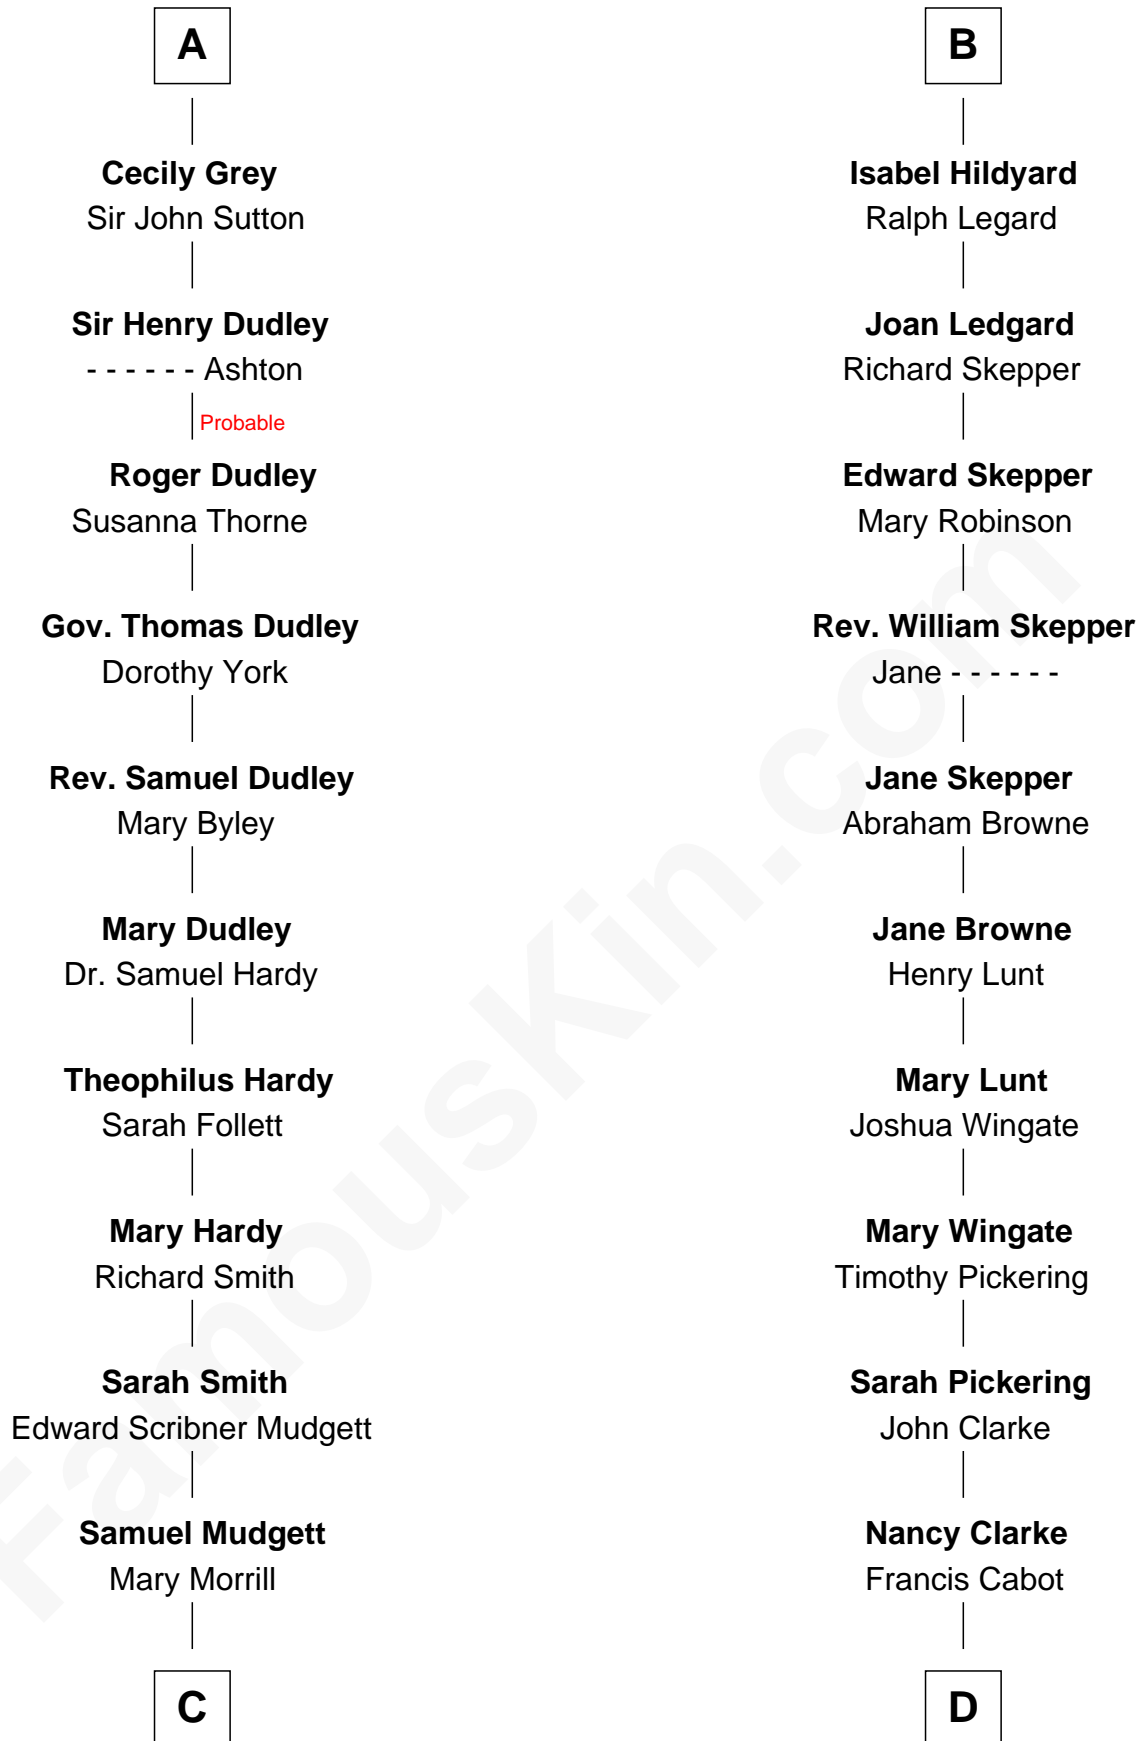 A
Cecily Grey
Sir John Sutton
Sir Henry Dudley
- - - - - - Ashton
Probable
Roger Dudley
Susanna Thorne
Gov. Thomas Dudley
Dorothy York
Rev. Samuel Dudley
Mary Byley
Mary Dudley
Dr. Samuel Hardy
Theophilus Hardy
Sarah Follett
Mary Hardy
Richard Smith
Sarah Smith
Edward Scribner Mudgett
Samuel Mudgett
Mary Morrill
C
B
Isabel Hildyard
Ralph Legard
Joan Ledgard
Richard Skepper
Edward Skepper
Mary Robinson
Rev. William Skepper
Jane - - - - - -
Jane Skepper
Abraham Browne
Jane Browne
Henry Lunt
Mary Lunt
Joshua Wingate
Mary Wingate
Timothy Pickering
Sarah Pickering
John Clarke
Nancy Clarke
Francis Cabot
D
FamousKin.com